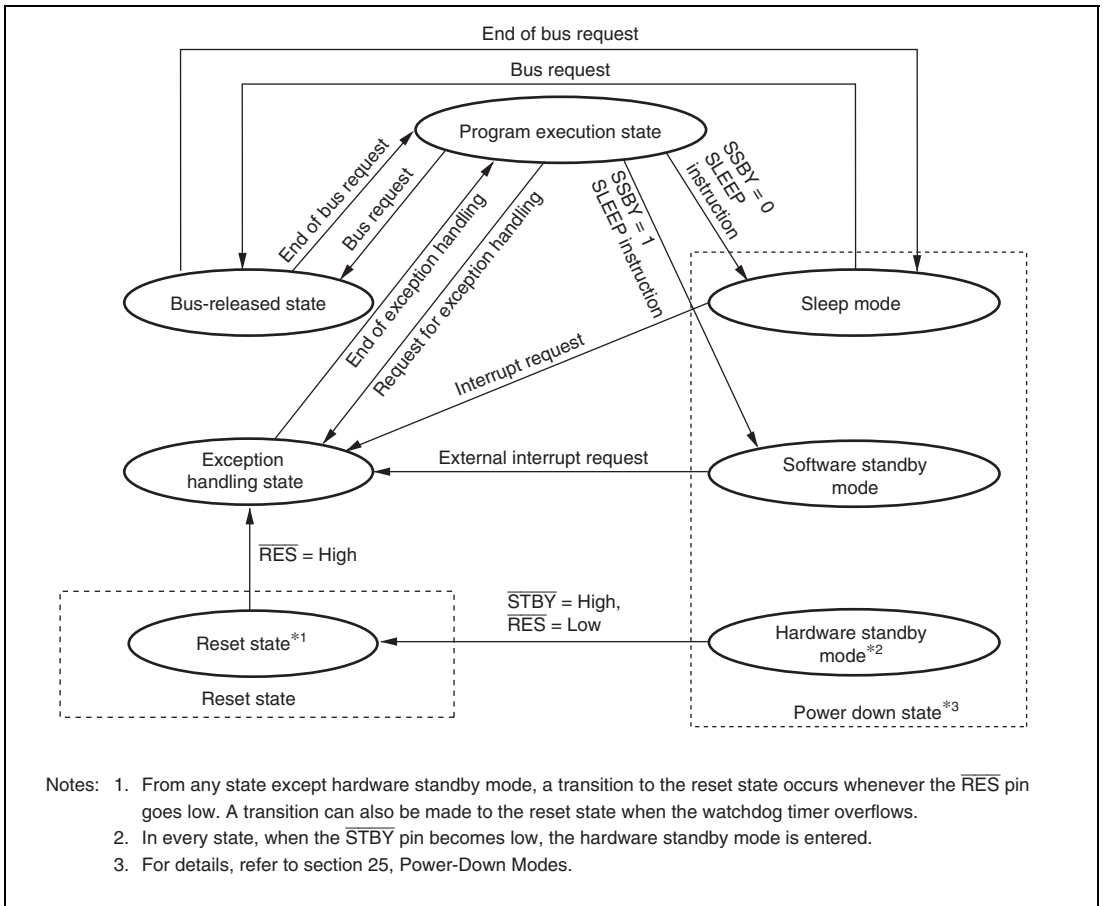 End of bus request
Bus request
Program execution state
End of bus request
Bus request
End of exception handling
Request for exception handling
SSBY = 1
SLEEP instruction
SSBY = 0
SLEEP
instruction
Bus-released state
Sleep mode
Interrupt request
Exception
handling state
External interrupt request
Software standby
mode
R̅E̅S̅ = High
S̅T̅B̅Y̅ = High,
R̅E̅S̅ = Low
Reset state*1
Hardware standby
mode*2
Reset state
Power down state*3
Notes: 1. From any state except hardware standby mode, a transition to the reset state occurs whenever the R̅E̅S̅ pin
goes low. A transition can also be made to the reset state when the watchdog timer overflows.
2. In every state, when the S̅T̅B̅Y̅ pin becomes low, the hardware standby mode is entered.
3. For details, refer to section 25, Power-Down Modes.